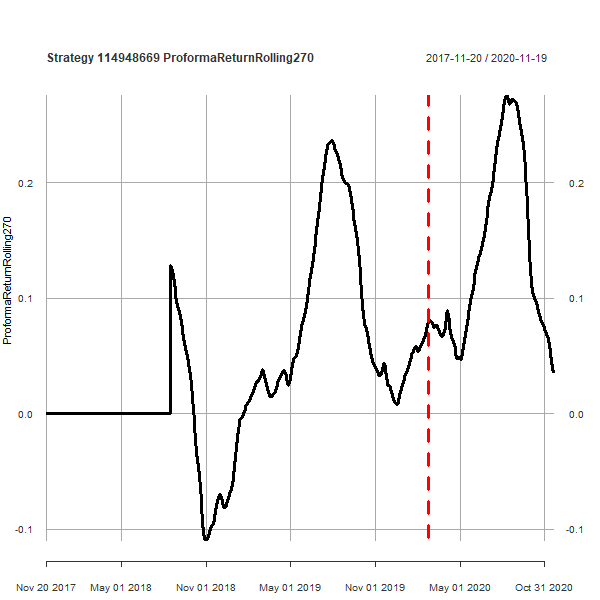 Strategy 114948669 ProformaReturnRolling270
2017-11-20 / 2020-11-19
ProformaReturnRolling270
0.2
0.1
0.0
-0.1
0.2
0.1
0.0
-0.1
Nov 20 2017
May 01 2018
Nov 01 2018
May 01 2019
Nov 01 2019
May 01 2020
Oct 31 2020